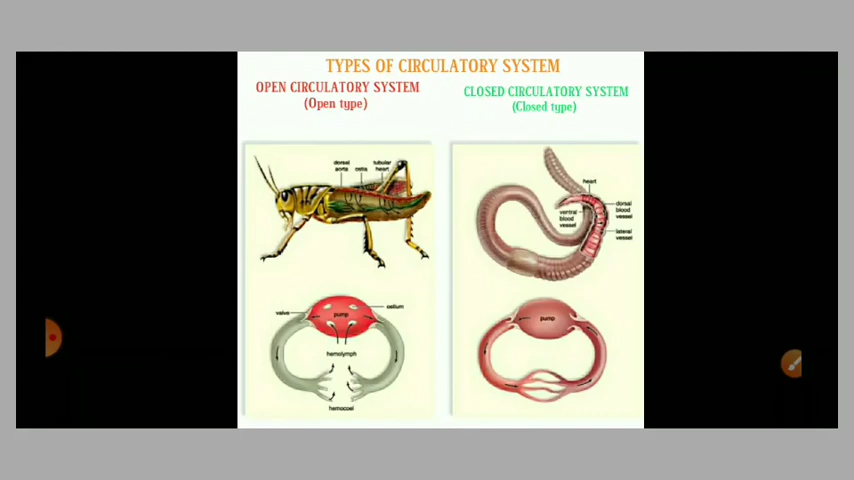 TYPES OF CIRCULATORY SYSTEM
OPEN CIRCULATORY SYSTEM
(Open type)
CLOSED CIRCULATORY SYSTEM
(Closed type)
dorsal
aorta
ostia
tubular
heart
valve
ostium
pump
hemolymph
hemocoel
heart
ventral
blood
vessel
dorsal
blood
vessel
lateral
vessel
pump